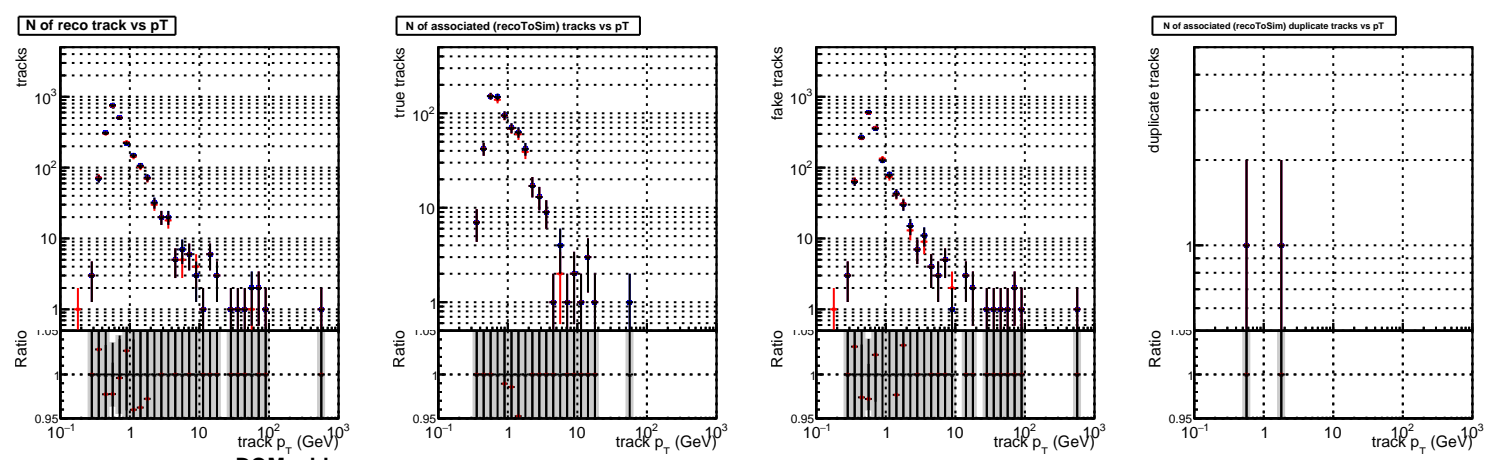 N of reco track vs pT
N of associated (recoToSim) tracks vs pT
N of associated (recoToSim) duplicate tracks vs pT
tracks
10³
10²
10
1
Ratio
1.05
1
0.95
10⁻¹ 1 10 10² 10³
track p_T (GeV)
true tracks
10²
10
1
Ratio
1.05
1
0.95
10⁻¹ 1 10 10² 10³
track p_T (GeV)
fake tracks
10³
10²
10
1
Ratio
1.05
1
0.95
10⁻¹ 1 10 10² 10³
track p_T (GeV)
duplicate tracks
1
Ratio
1.05
1
0.95
10⁻¹ 1 10 10² 10³
track p_T (GeV)